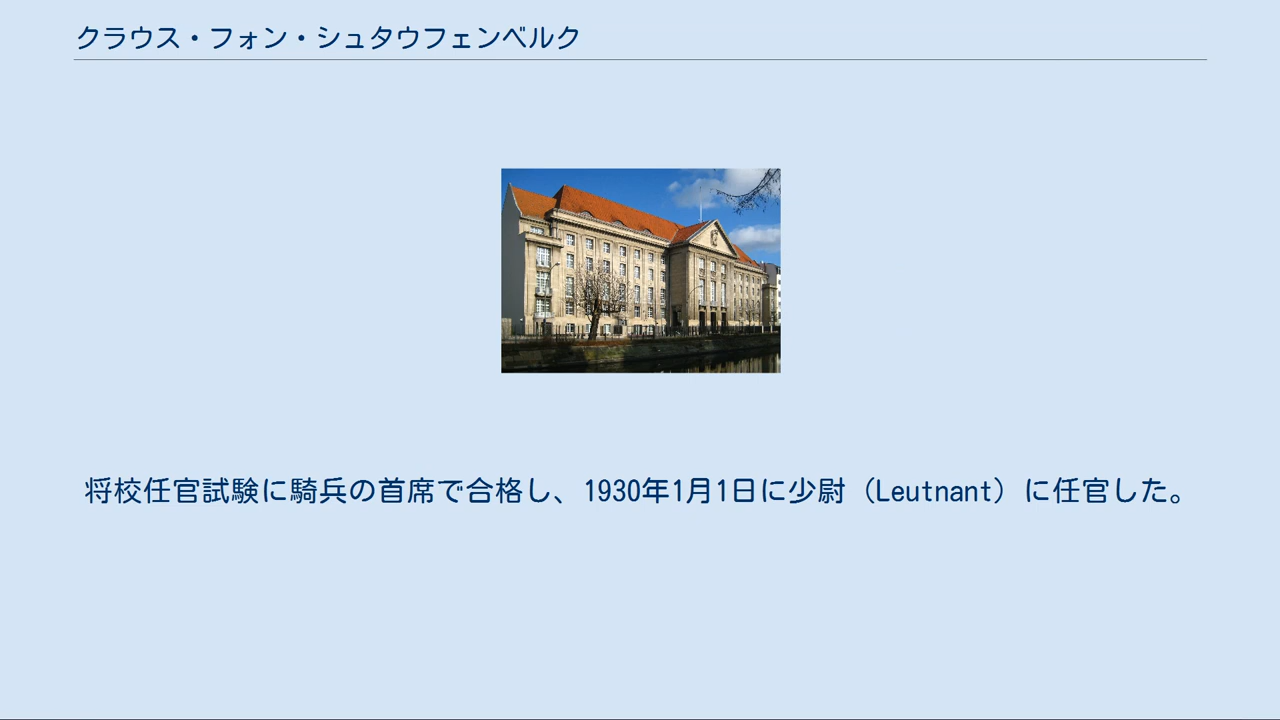 クラウス・フォン・シュタウフェンベルク
将校任官試験に騎兵の首席で合格し、1930年1月1日に少尉（Leutnant）に任官した。